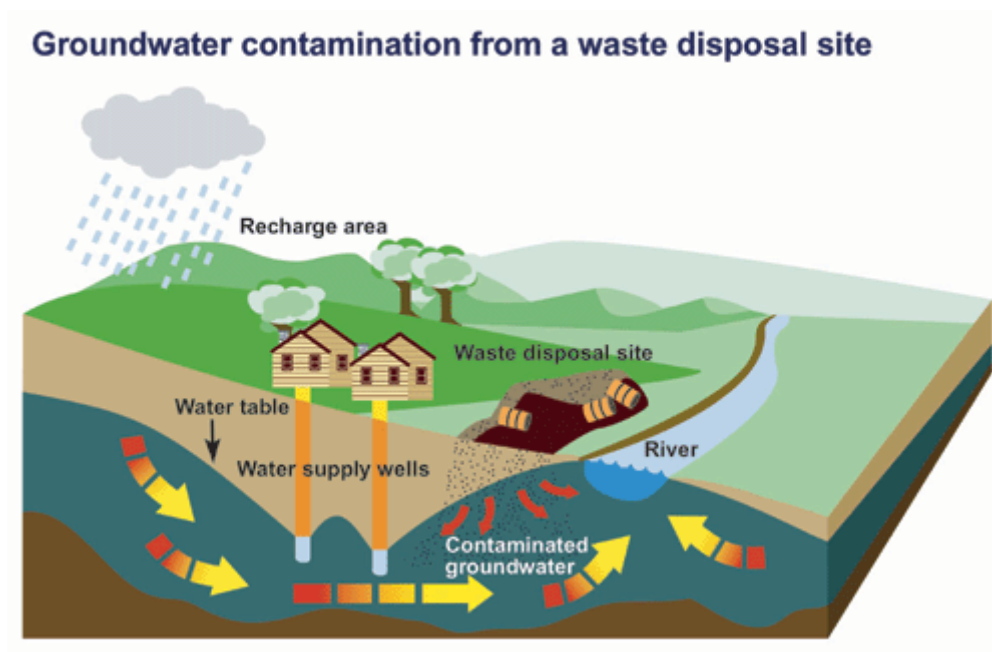 Groundwater contamination from a waste disposal site
Recharge area
Waste disposal site
Water table
River
Water supply wells
Contaminated
groundwater